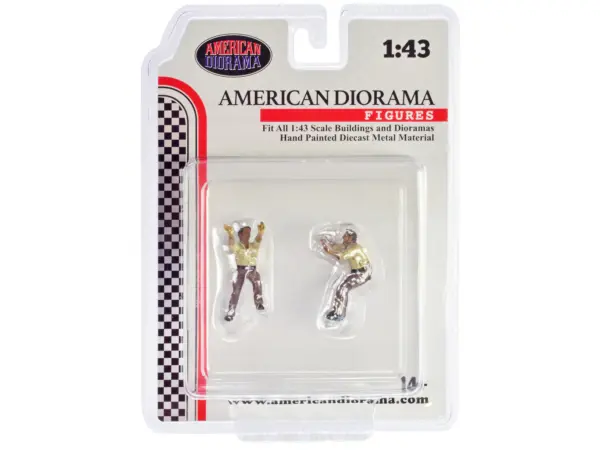 AMERICAN
DIORAMA
1:43
AMERICAN DIORAMA
FIGURES
Fit All 1:43 Scale Buildings and Dioramas
Hand Painted Diecast Metal Material
14+
www.americandiorama.com